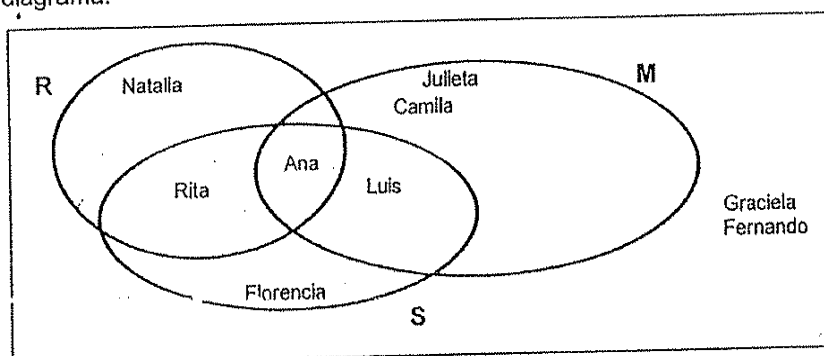 diagrama.
R
Natalia
Julieta
M
Camila
Ana
Rita
Luis
Graciela
Fernando
Florencia
S